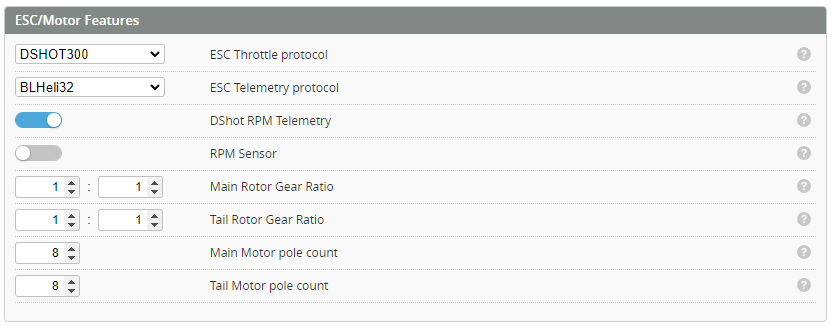 ESC/Motor Features
DSHOT300 ESC Throttle protocol ?
BLHeli32 ESC Telemetry protocol ?
DShot RPM Telemetry ?
RPM Sensor ?
1 : 1 Main Rotor Gear Ratio ?
1 : 1 Tail Rotor Gear Ratio ?
8 Main Motor pole count ?
8 Tail Motor pole count ?